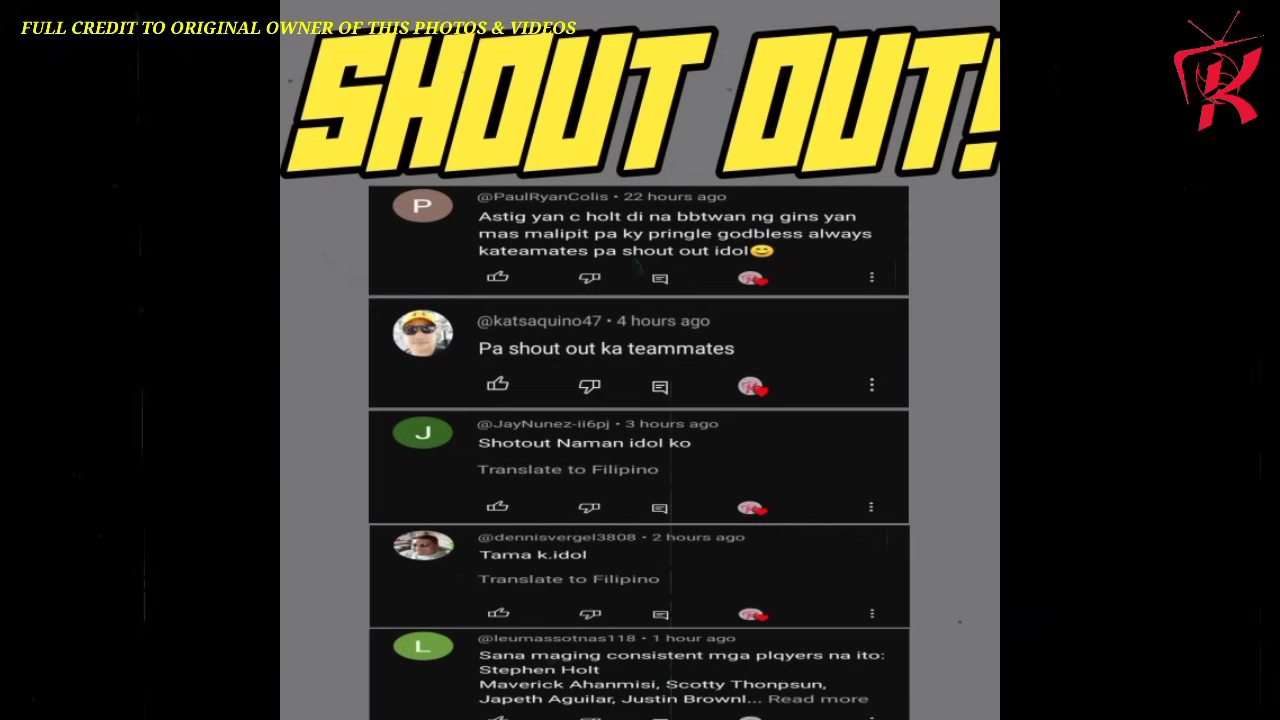 FULL CREDIT TO ORIGINAL OWNER OF THIS PHOTOS & VIDEOS
SHOUT OUT!
K
P
@PaulRyanColis • 22 hours ago
Astig yan c holt di na bbtwan ng gins yan
mas malipit pa ky pringle godbless always
kateamates pa shout out idol😊
@katsaquino47 • 4 hours ago
Pa shout out ka teammates
J
@JayNunez-ii6pj • 3 hours ago
Shotout Naman idol ko
Translate to Filipino
@dennisvergel3808 • 2 hours ago
Tama k.idol
Translate to Filipino
L
@leumassotnas118 • 1 hour ago
Sana maging consistent mga plqyers na ito:
Stephen Holt
Maverick Ahanmisi, Scotty Thonpsun,
Japeth Aguilar, Justin Brownl... Read more